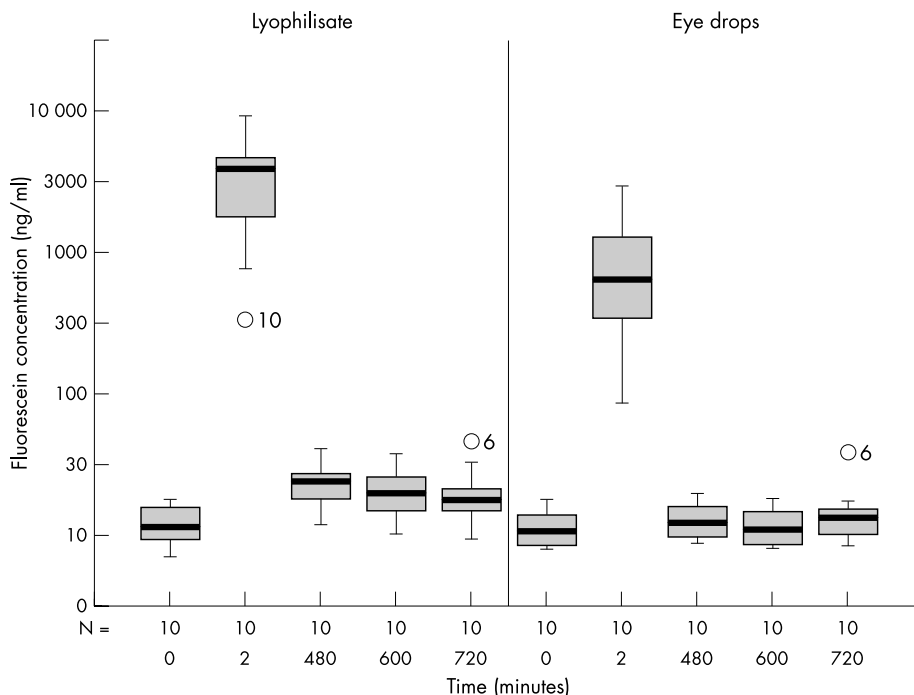 Lyophilisate Eye drops
Fluorescein concentration (ng/ml)
10 000
3000
1000
300
100
30
10
0
10
6
6
N = 10 10 10 10 10 10 10 10 10 10
0 2 480 600 720 0 2 480 600 720
Time (minutes)